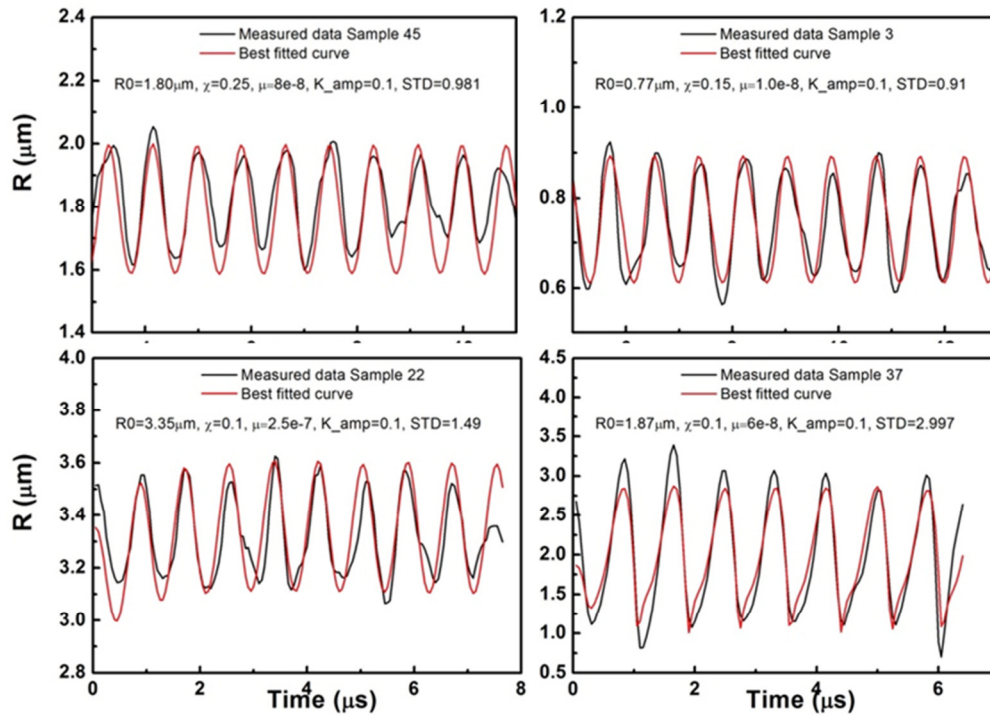 2.4
2.2
2.0
1.8
1.6
1.4
R (μm)
Measured data Sample 45
Best fitted curve
R0=1.80μm, χ=0.25, μ=8e-8, K_amp=0.1, STD=0.981
1.2
1.0
0.8
0.6
Measured data Sample 3
Best fitted curve
R0=0.77μm, χ=0.15, μ=1.0e-8, K_amp=0.1, STD=0.91
4.0
3.8
3.6
3.4
3.2
3.0
2.8
R (μm)
Measured data Sample 22
Best fitted curve
R0=3.35μm, χ=0.1, μ=2.5e-7, K_amp=0.1, STD=1.49
0 2 4 6 8
Time (μs)
4.5
4.0
3.5
3.0
2.5
2.0
1.5
1.0
0.5
Measured data Sample 37
Best fitted curve
R0=1.87μm, χ=0.1, μ=6e-8, K_amp=0.1, STD=2.997
0 2 4 6
Time (μs)